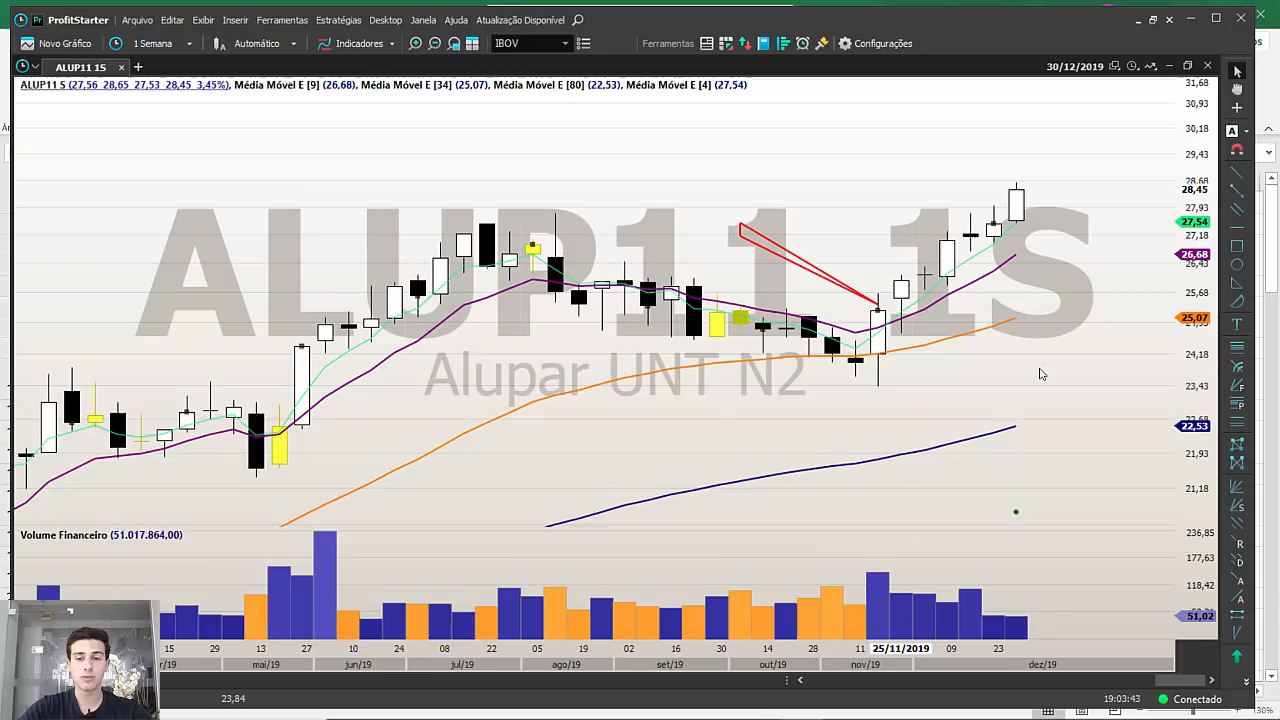 ProfitStarter Arquivo Editar Exibir Inserir Ferramentas Estratégias Desktop Janela Ajuda Atualização Disponível
Novo Gráfico 1 Semana Automático Indicadores IBOV Ferramentas Configurações
ALUP11 1S 30/12/2019
ALUP11 S (27,56 28,65 27,53 28,45 3,45%), Média Móvel E [9] (26,68), Média Móvel E [34] (25,07), Média Móvel E [80] (22,53), Média Móvel E [4] (27,54)
31,68
30,93
30,18
29,43
28,68
28,45
27,93
27,54
27,18
26,68
26,43
25,68
25,07
24,18
23,43
22,53
21,93
21,18
ALUP11 1S
Alupar UNT N2
Volume Financeiro (51.017.864,00)
236,85
177,63
118,42
51,02
15 29 13 27 10 24 08 22 05 19 02 16 30 14 28 11 25/11/2019 09 23
r/19 mai/19 jun/19 jul/19 ago/19 set/19 out/19 nov/19 dez/19
23,84 19:03:43 Conectado
30%